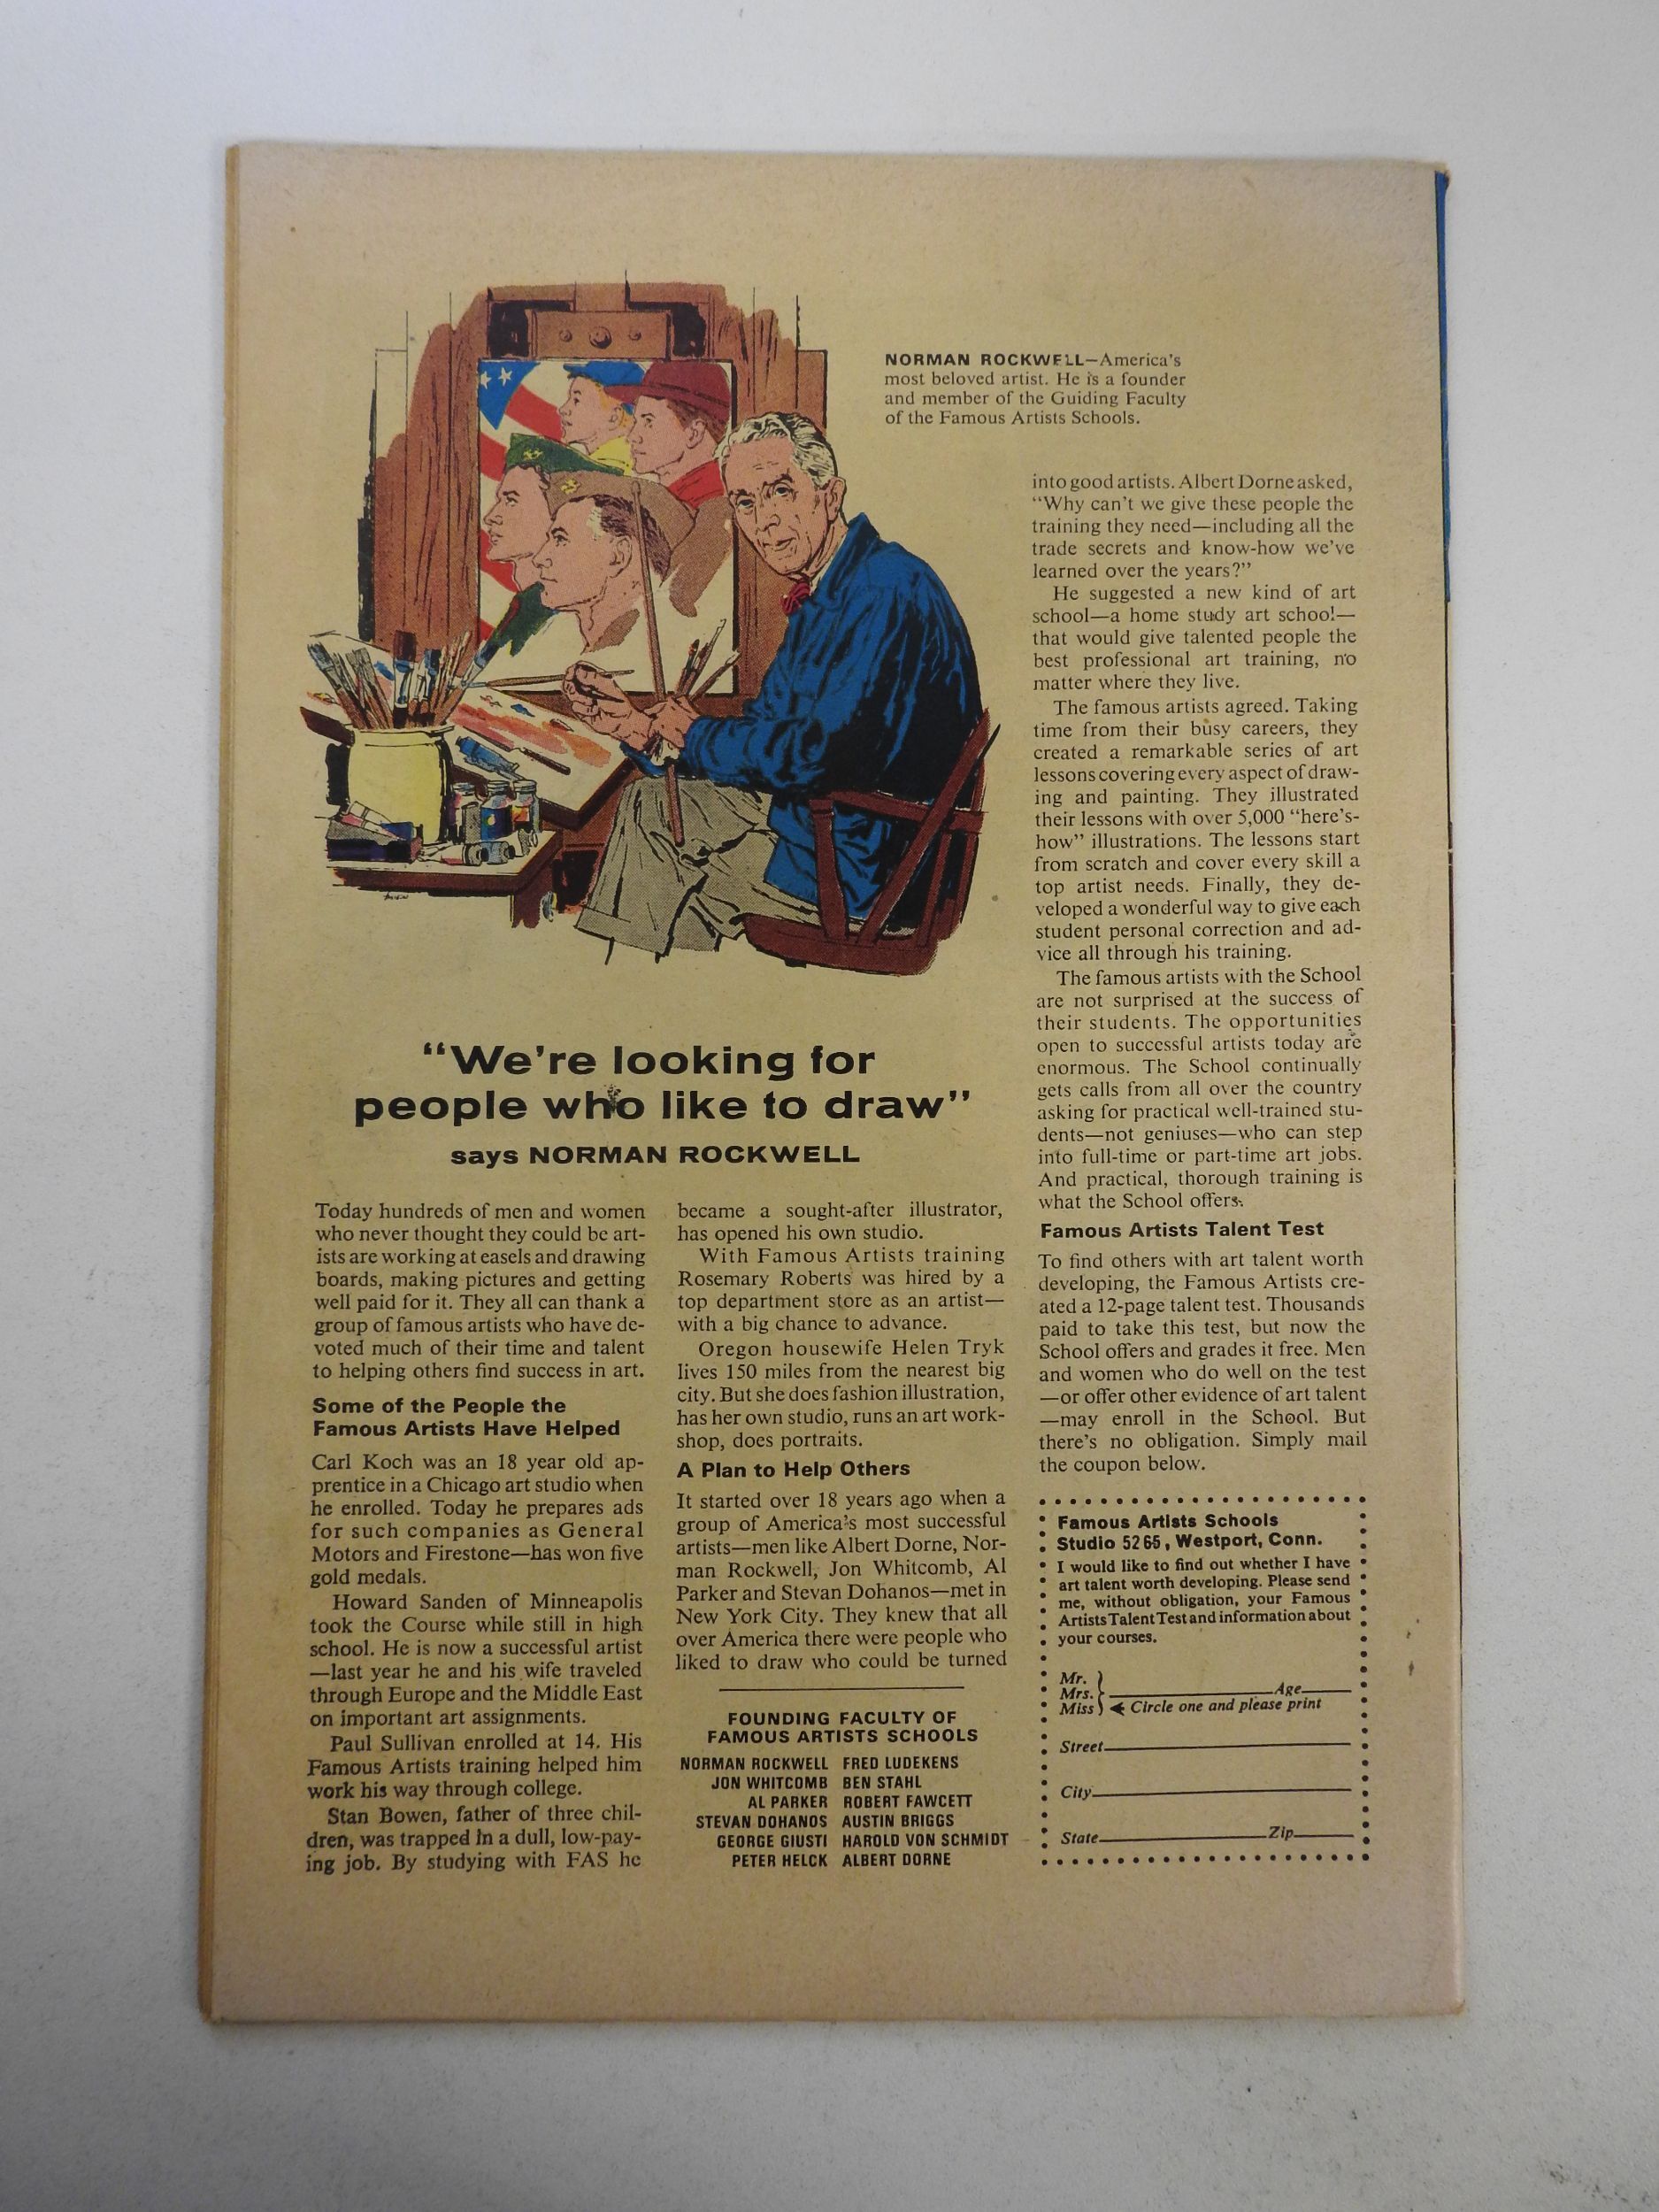 NORMAN ROCKWELL—America's
most beloved artist. He is a founder
and member of the Guiding Faculty
of the Famous Artists Schools.
"We're looking for
people who like to draw"
says NORMAN ROCKWELL
Today hundreds of men and women
who never thought they could be art-
ists are working at easels and drawing
boards, making pictures and getting
well paid for it. They all can thank a
group of famous artists who have de-
voted much of their time and talent
to helping others find success in art.
Some of the People the
Famous Artists Have Helped
Carl Koch was an 18 year old ap-
prentice in a Chicago art studio when
he enrolled. Today he prepares ads
for such companies as General
Motors and Firestone—has won five
gold medals.
Howard Sanden of Minneapolis
took the Course while still in high
school. He is now a successful artist
—last year he and his wife traveled
through Europe and the Middle East
on important art assignments.
Paul Sullivan enrolled at 14. His
Famous Artists training helped him
work his way through college.
Stan Bowen, father of three chil-
dren, was trapped in a dull, low-pay-
ing job. By studying with FAS he
became a sought-after illustrator,
has opened his own studio.
With Famous Artists training
Rosemary Roberts was hired by a
top department store as an artist—
with a big chance to advance.
Oregon housewife Helen Tryk
lives 150 miles from the nearest big
city. But she does fashion illustration,
has her own studio, runs an art work-
shop, does portraits.
A Plan to Help Others
It started over 18 years ago when a
group of America's most successful
artists—men like Albert Dorne, Nor-
man Rockwell, Jon Whitcomb, Al
Parker and Stevan Dohanos—met in
New York City. They knew that all
over America there were people who
liked to draw who could be turned
FOUNDING FACULTY OF
FAMOUS ARTISTS SCHOOLS
NORMAN ROCKWELL FRED LUDEKENS
JON WHITCOMB BEN STAHL
AL PARKER ROBERT FAWCETT
STEVAN DOHANOS AUSTIN BRIGGS
GEORGE GIUSTI HAROLD VON SCHMIDT
PETER HELCK ALBERT DORNE
into good artists. Albert Dorne asked,
"Why can't we give these people the
training they need—including all the
trade secrets and know-how we've
learned over the years?"
He suggested a new kind of art
school—a home study art school—
that would give talented people the
best professional art training, no
matter where they live.
The famous artists agreed. Taking
time from their busy careers, they
created a remarkable series of art
lessons covering every aspect of draw-
ing and painting. They illustrated
their lessons with over 5,000 "here's-
how" illustrations. The lessons start
from scratch and cover every skill a
top artist needs. Finally, they de-
veloped a wonderful way to give each
student personal correction and ad-
vice all through his training.
The famous artists with the School
are not surprised at the success of
their students. The opportunities
open to successful artists today are
enormous. The School continually
gets calls from all over the country
asking for practical well-trained stu-
dents—not geniuses—who can step
into full-time or part-time art jobs.
And practical, thorough training is
what the School offers.
Famous Artists Talent Test
To find others with art talent worth
developing, the Famous Artists cre-
ated a 12-page talent test. Thousands
paid to take this test, but now the
School offers and grades it free. Men
and women who do well on the test
—or offer other evidence of art talent
—may enroll in the School. But
there's no obligation. Simply mail
the coupon below.
Famous Artists Schools
Studio 5265, Westport, Conn.
I would like to find out whether I have
art talent worth developing. Please send
me, without obligation, your Famous
Artists Talent Test and information about
your courses.
Mr.
Mrs. Age
Miss Circle one and please print
Street
City
State Zip